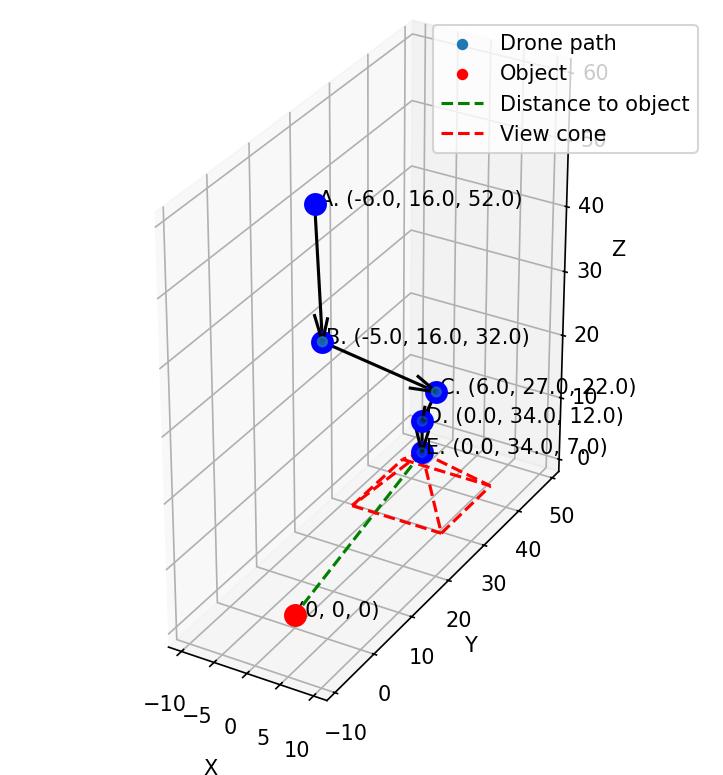 Drone path
Object
Distance to object
View cone
60
50
40
30
20
10
0
Z
A. (-6.0, 16.0, 52.0)
B. (-5.0, 16.0, 32.0)
C. (6.0, 27.0, 22.0)
D. (0.0, 34.0, 12.0)
E. (0.0, 34.0, 7.0)
(0, 0, 0)
50
40
30
20
10
0
−10
Y
−10
−5
0
5
10
X